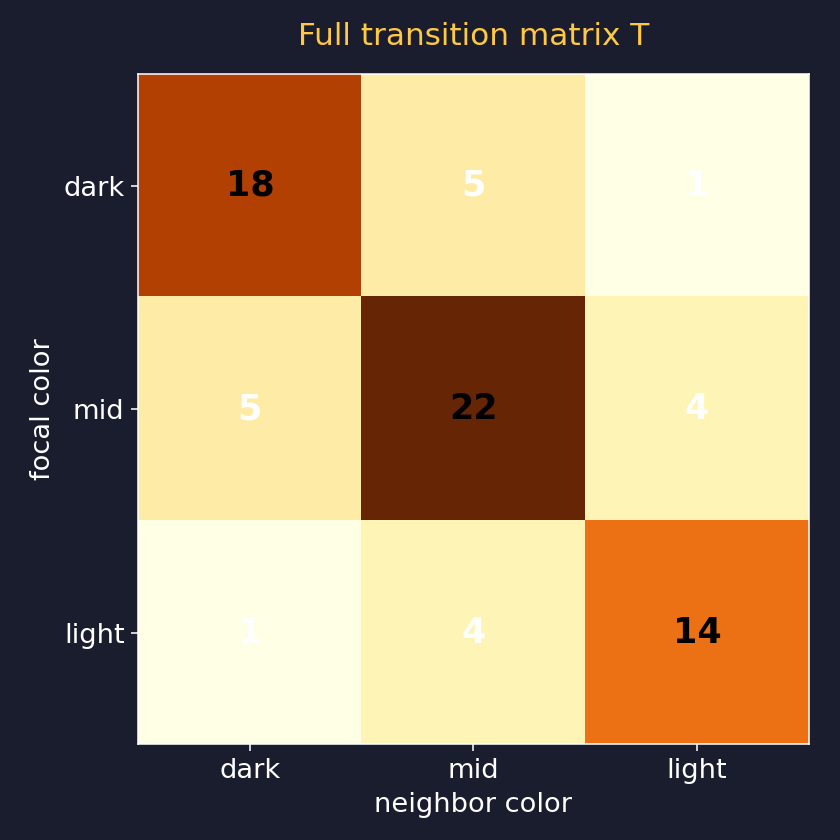 Full transition matrix T
dark 18 5 1
mid 5 22 4
light 1 4 14
dark mid light
neighbor color
focal color